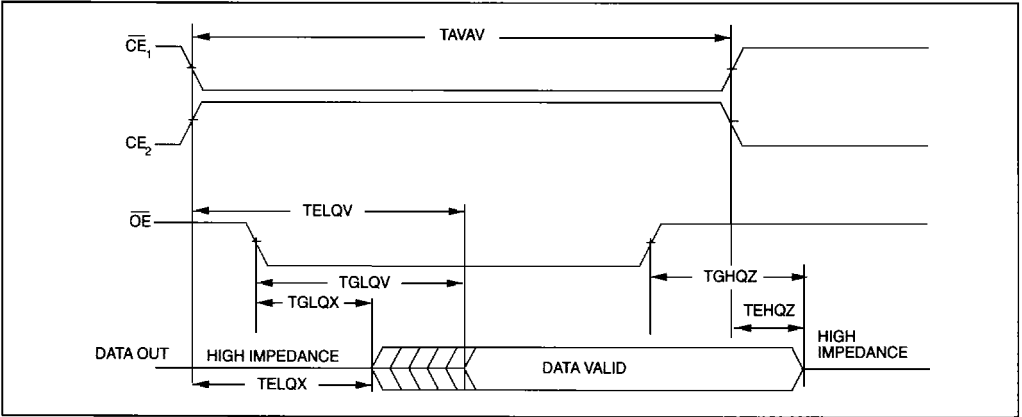 TAVAV
CE1
CE2
TELQV
OE
TGLQV
TGHQZ
TGLQX
TEHQZ
DATA OUT
HIGH IMPEDANCE
DATA VALID
HIGH
IMPEDANCE
TELQX